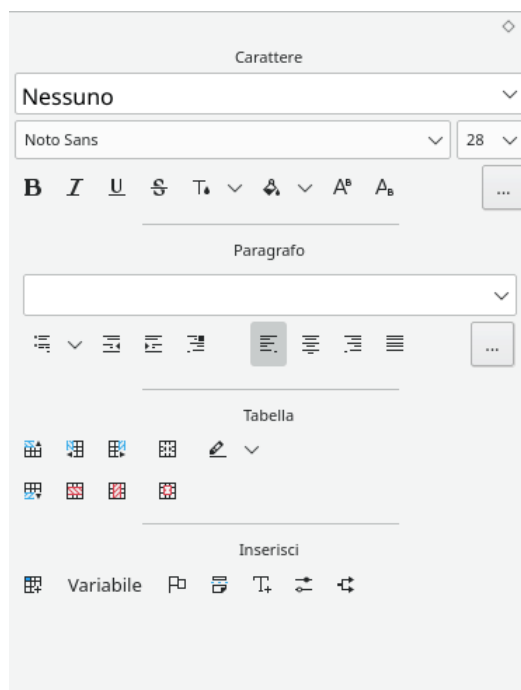 Carattere
Nessuno
Noto Sans 28
...
Paragrafo
...
Tabella
Inserisci
Variabile